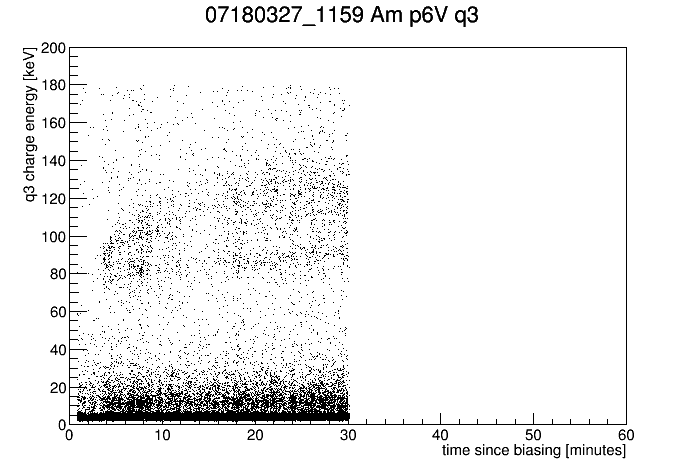 07180327_1159 Am p6V q3
q3 charge energy [keV]
200
180
160
140
120
100
80
60
40
20
0
0 10 20 30 40 50 60
time since biasing [minutes]